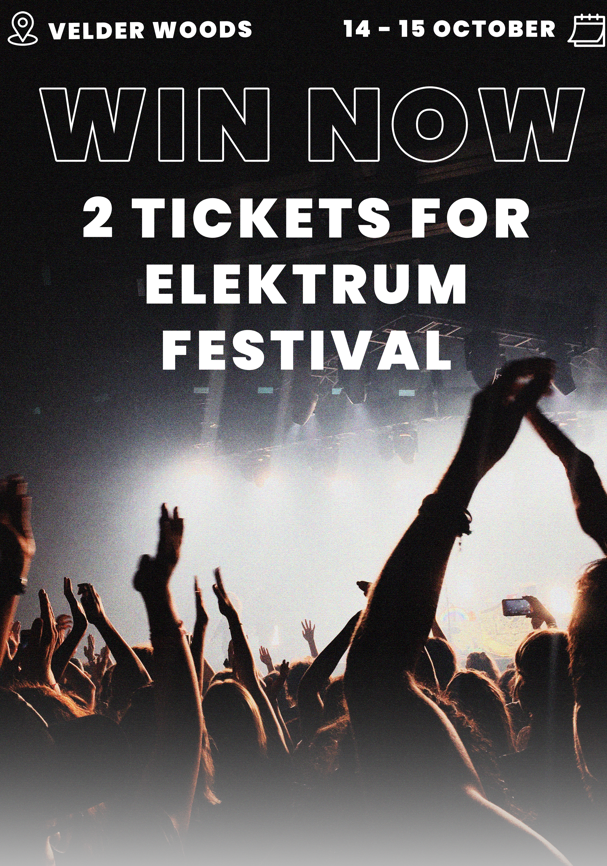 VELDER WOODS
14 - 15 OCTOBER
WIN NOW
2 TICKETS FOR
ELEKTRUM
FESTIVAL